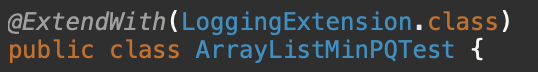 @ExtendWith(LoggingExtension.class)
public class ArrayListMinPQTest {